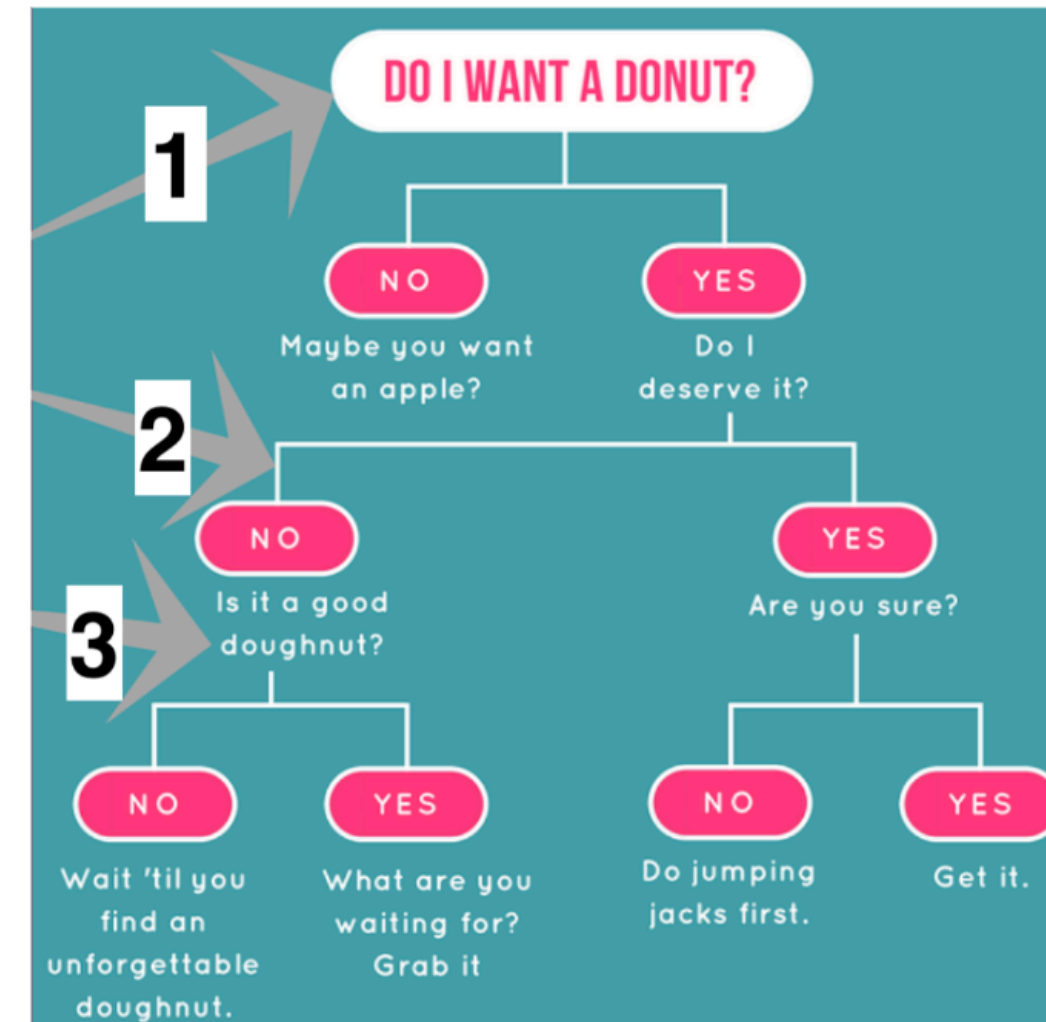 DO I WANT A DONUT?
1
NO
YES
Maybe you want
an apple?
Do I
deserve it?
2
NO
YES
Is it a good
doughnut?
Are you sure?
3
NO
YES
NO
YES
Wait 'til you
find an
unforgettable
doughnut.
What are you
waiting for?
Grab it
Do jumping
jacks first.
Get it.